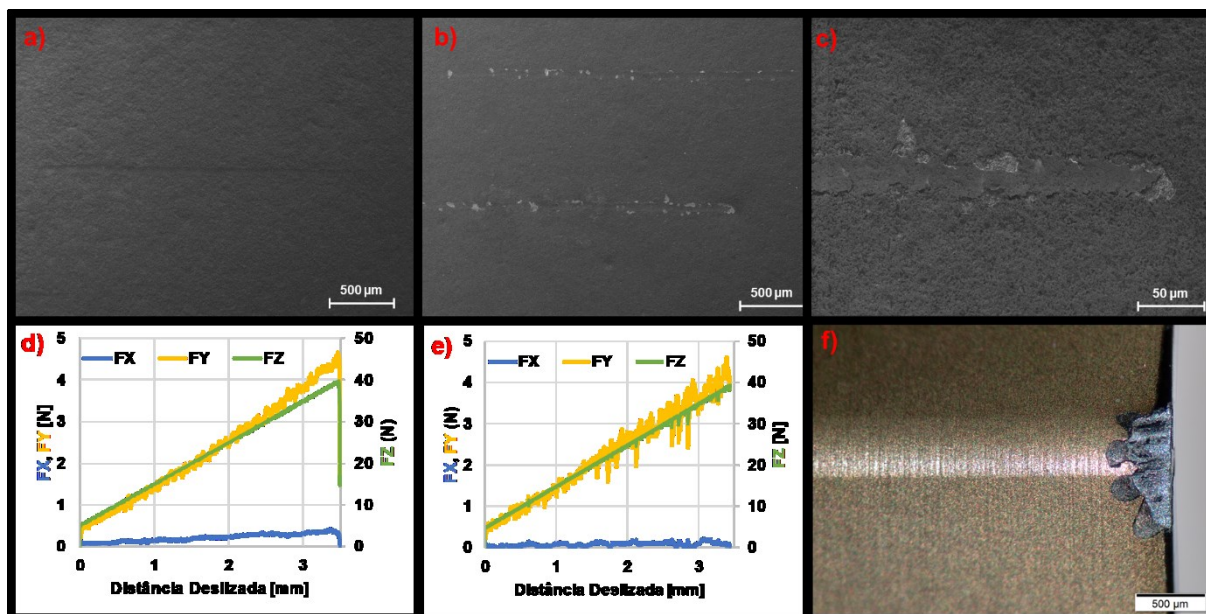 a)
b)
c)
500 µm
500 µm
50 µm
d)
5
4
3
2
1
0
FX, FY [N]
FX FY FZ
50
40
30
20
10
0
FZ (N)
0 1 2 3
Distância Deslizada [mm]
e)
5
4
3
2
1
0
FX, FY (N)
FX FY FZ
50
40
30
20
10
0
FZ [N]
0 1 2 3
Distância Deslizada [mm]
f)
500 µm